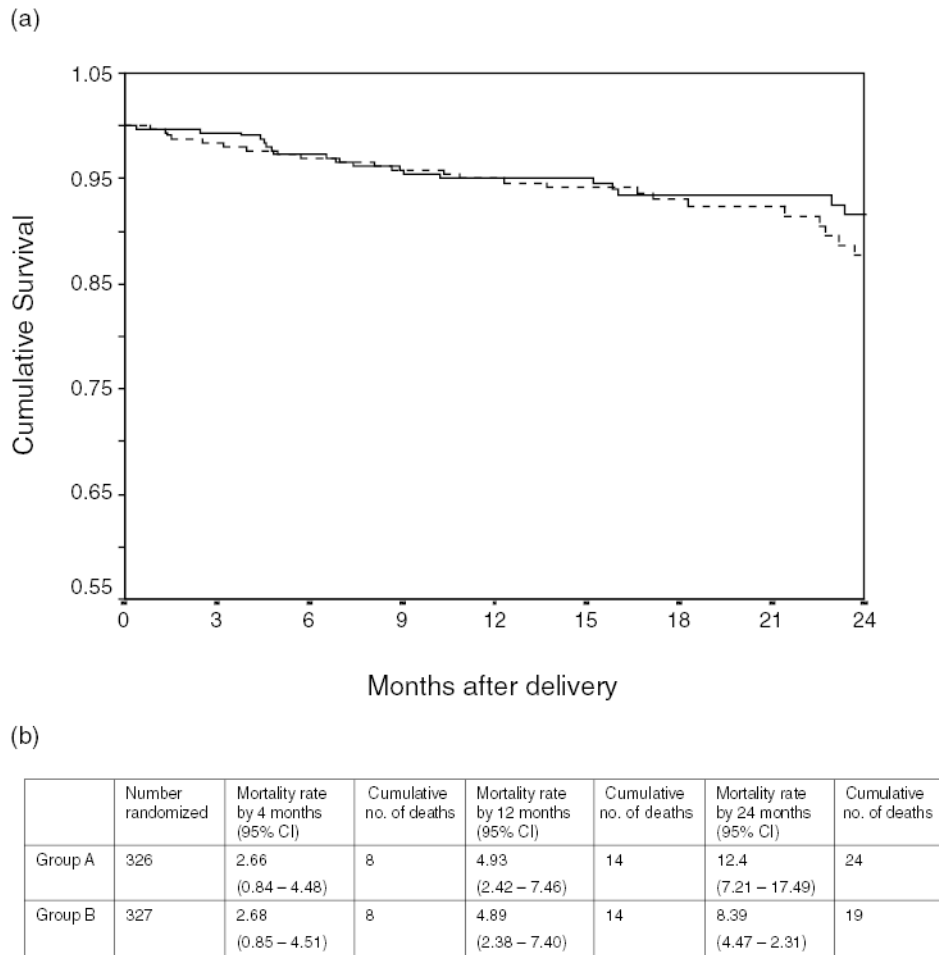 (a)
1.05
0.95
0.85
0.75
0.65
0.55
Cumulative Survival
0 3 6 9 12 15 18 21 24
Months after delivery
(b)
Number randomized
Mortality rate by 4 months (95% CI)
Cumulative no. of deaths
Mortality rate by 12 months (95% CI)
Cumulative no. of deaths
Mortality rate by 24 months (95% CI)
Cumulative no. of deaths
Group A 326 2.66 8 4.93 14 12.4 24
(0.84 – 4.48) (2.42 – 7.46) (7.21 – 17.49)
Group B 327 2.68 8 4.89 14 8.39 19
(0.85 – 4.51) (2.38 – 7.40) (4.47 – 2.31)